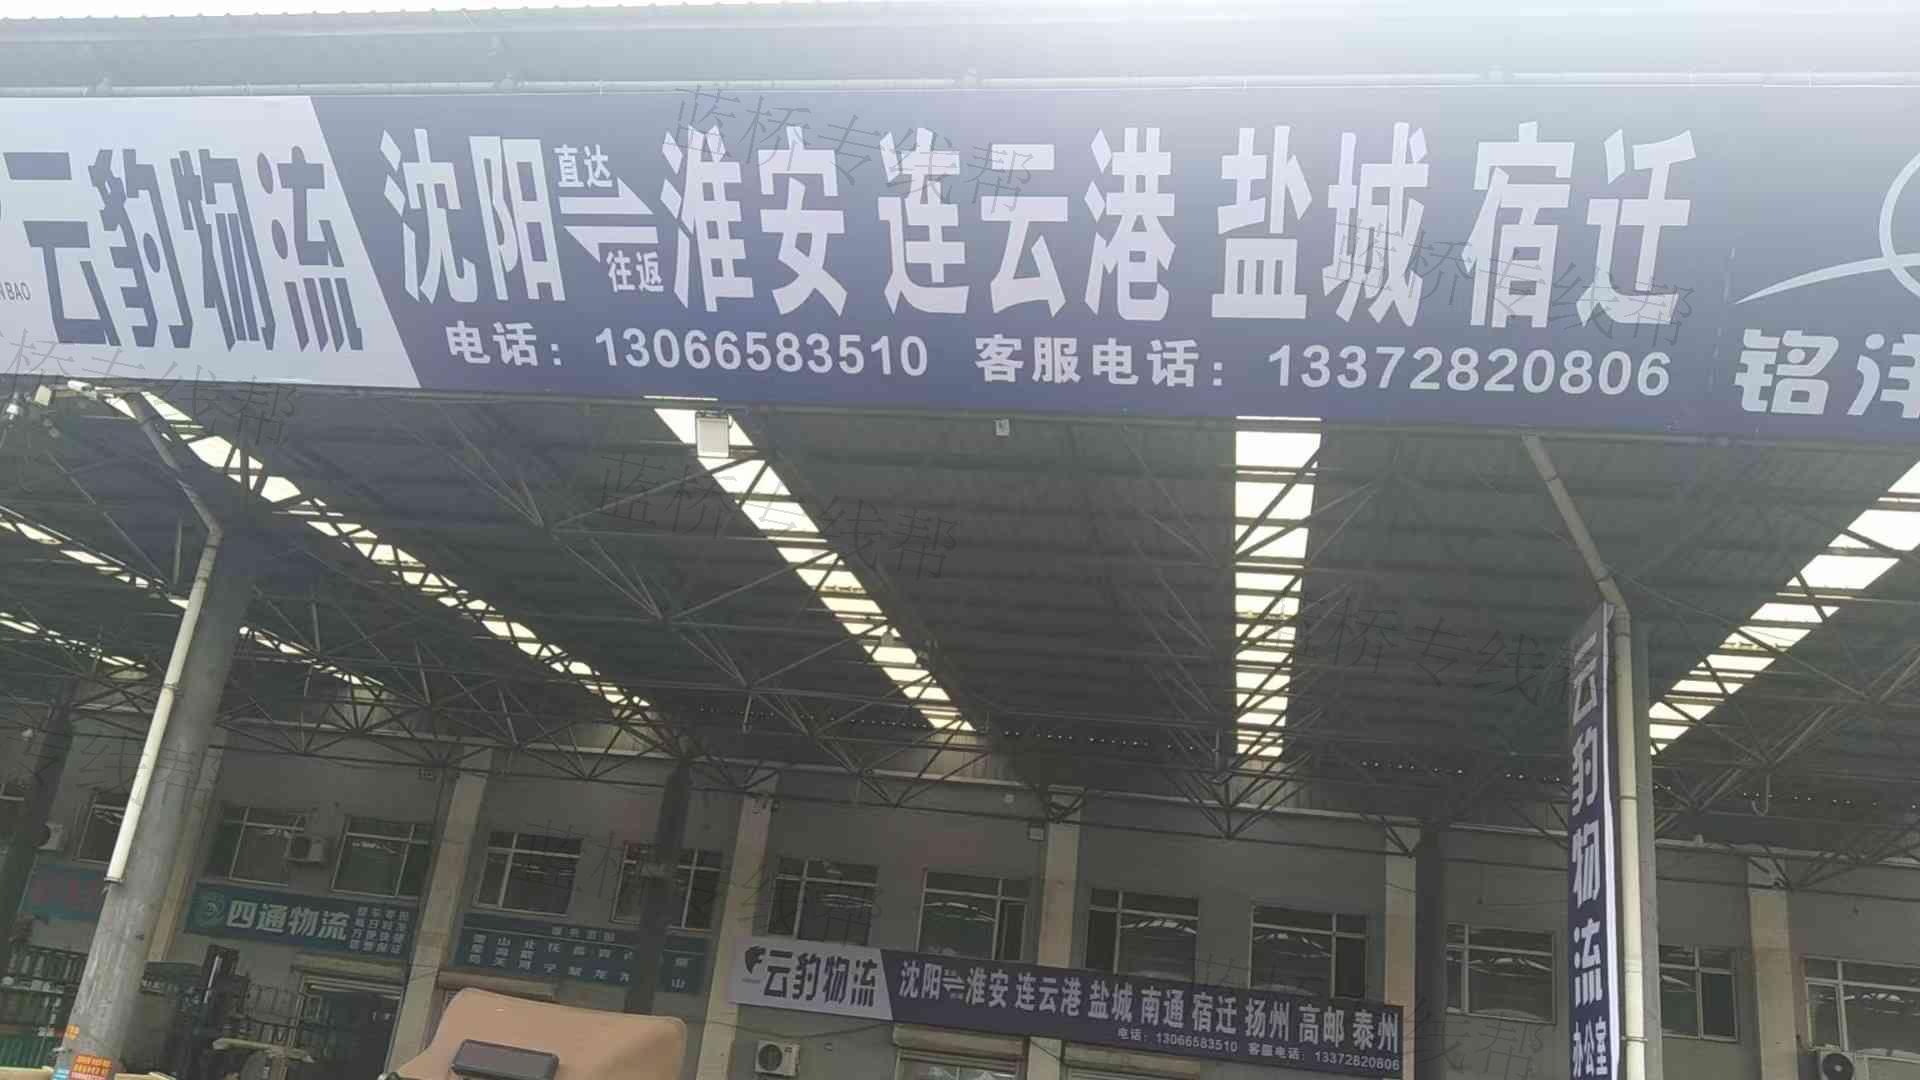 云豹物流
NBAO
沈阳 直达 往返 淮安 连云港 盐城 宿迁
电话：13066583510 客服电话：13372828206
铭洋
四通物流
云豹物流 沈阳 淮安 连云港 盐城 南通 宿迁 扬州 高邮 泰州
电话：13066583510 客服电话：13372820806
云豹物流 办公室
蓝桥专线帮